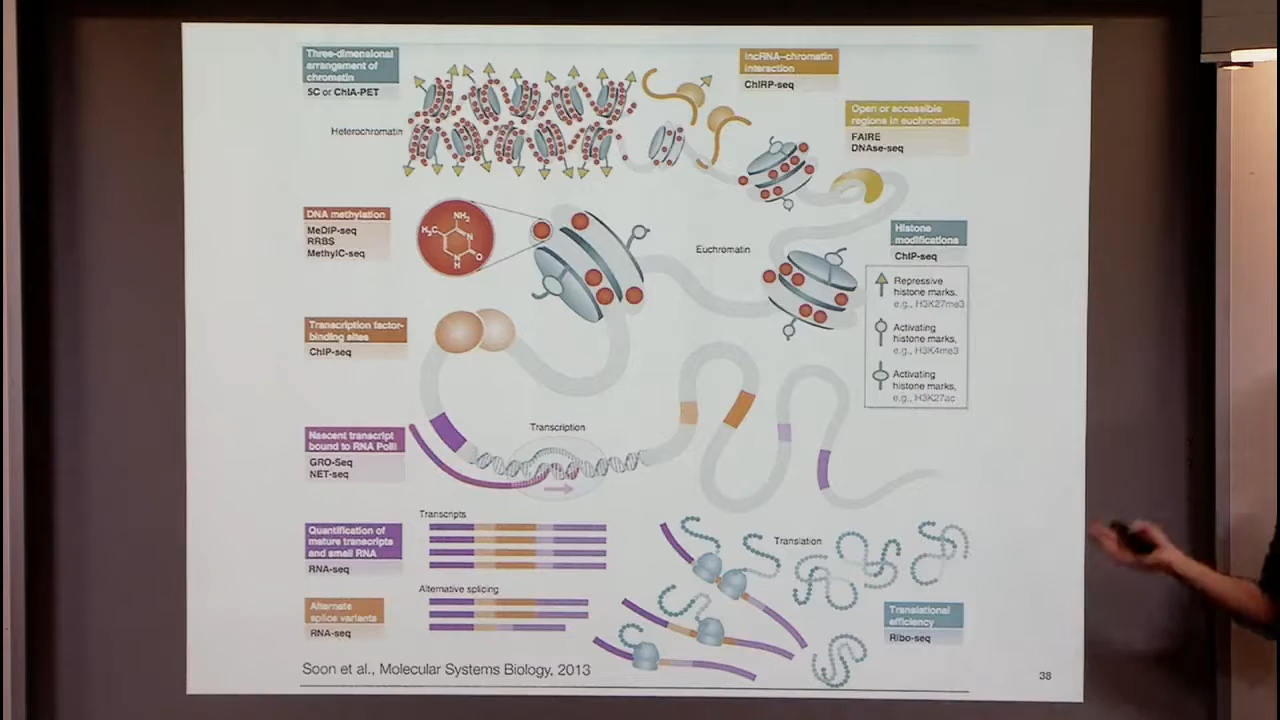 Three-dimensional
arrangement of
chromatin
5C or ChIA-PET
Heterochromatin
lncRNA–chromatin
interaction
ChIRP-seq
Open or accessible
regions in euchromatin
FAIRE
DNAse-seq
DNA methylation
MeDIP-seq
RRBS
MethylC-seq
NH2
H3C
N
O
N
H
Euchromatin
Histone
modifications
ChIP-seq
Repressive
histone marks,
e.g., H3K27me3
Activating
histone marks,
e.g., H3K4me3
Activating
histone marks,
e.g., H3K27ac
Transcription factor-
binding sites
ChIP-seq
Transcription
Nascent transcript
bound to RNA PolII
GRO-Seq
NET-seq
Transcripts
Quantification of
mature transcripts
and small RNA
RNA-seq
Alternative splicing
Alternate
splice variants
RNA-seq
Translation
Translational
efficiency
Ribo-seq
Soon et al., Molecular Systems Biology, 2013
38